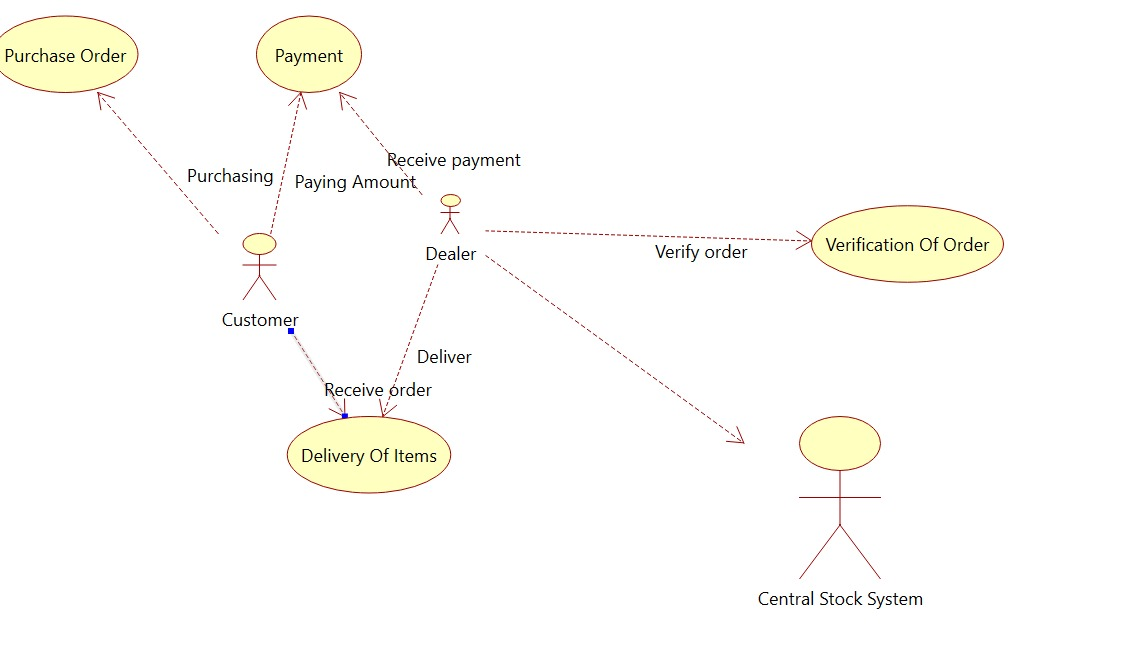 Purchase Order
Payment
Receive payment
Purchasing
Paying Amount
Dealer
Verify order
Verification Of Order
Customer
Deliver
Receive order
Delivery Of Items
Central Stock System